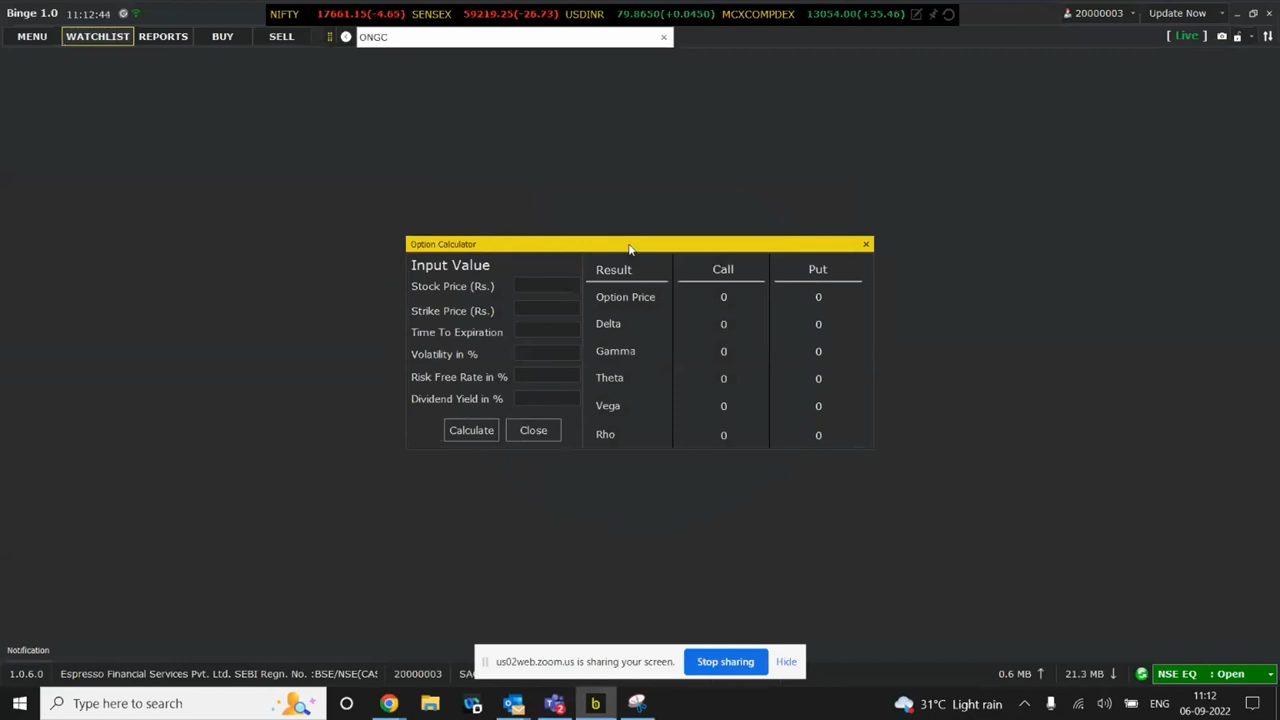 Binge 1.0 11:12:44 NIFTY 17661.15(-4.65) SENSEX 59219.25(-26.73) USDINR 79.8650(+0.0450) MCXCOMPDEX 13054.00(+35.46) 20000003 Update Now
MENU WATCHLIST REPORTS BUY SELL ONGC [ Live ]
Option Calculator
Input Value Result Call Put
Stock Price (Rs.)
Option Price 0 0
Strike Price (Rs.)
Delta 0 0
Time To Expiration
Volatility in % Gamma 0 0
Risk Free Rate in % Theta 0 0
Dividend Yield in %
Vega 0 0
Calculate Close Rho 0 0
Notification
us02web.zoom.us is sharing your screen. Stop sharing Hide
1.0.6.0 Espresso Financial Services Pvt. Ltd. SEBI Regn. No. :BSE/NSE(CAS 20000003 0.6 MB 21.3 MB NSE EQ : Open
Type here to search 31°C Light rain ENG 11:12
06-09-2022